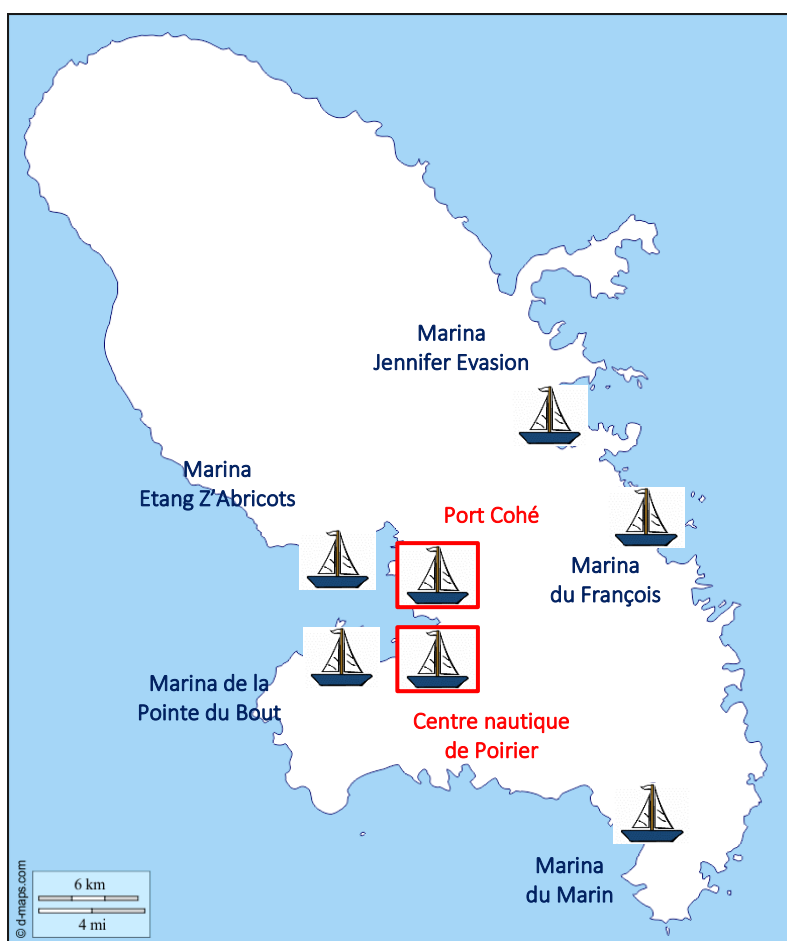 Marina
Jennifer Evasion
Marina
Etang Z’Abricots
Port Cohé
Marina
du François
Marina de la
Pointe du Bout
Centre nautique
de Poirier
Marina
du Marin
6 km
4 mi
© d-maps.com